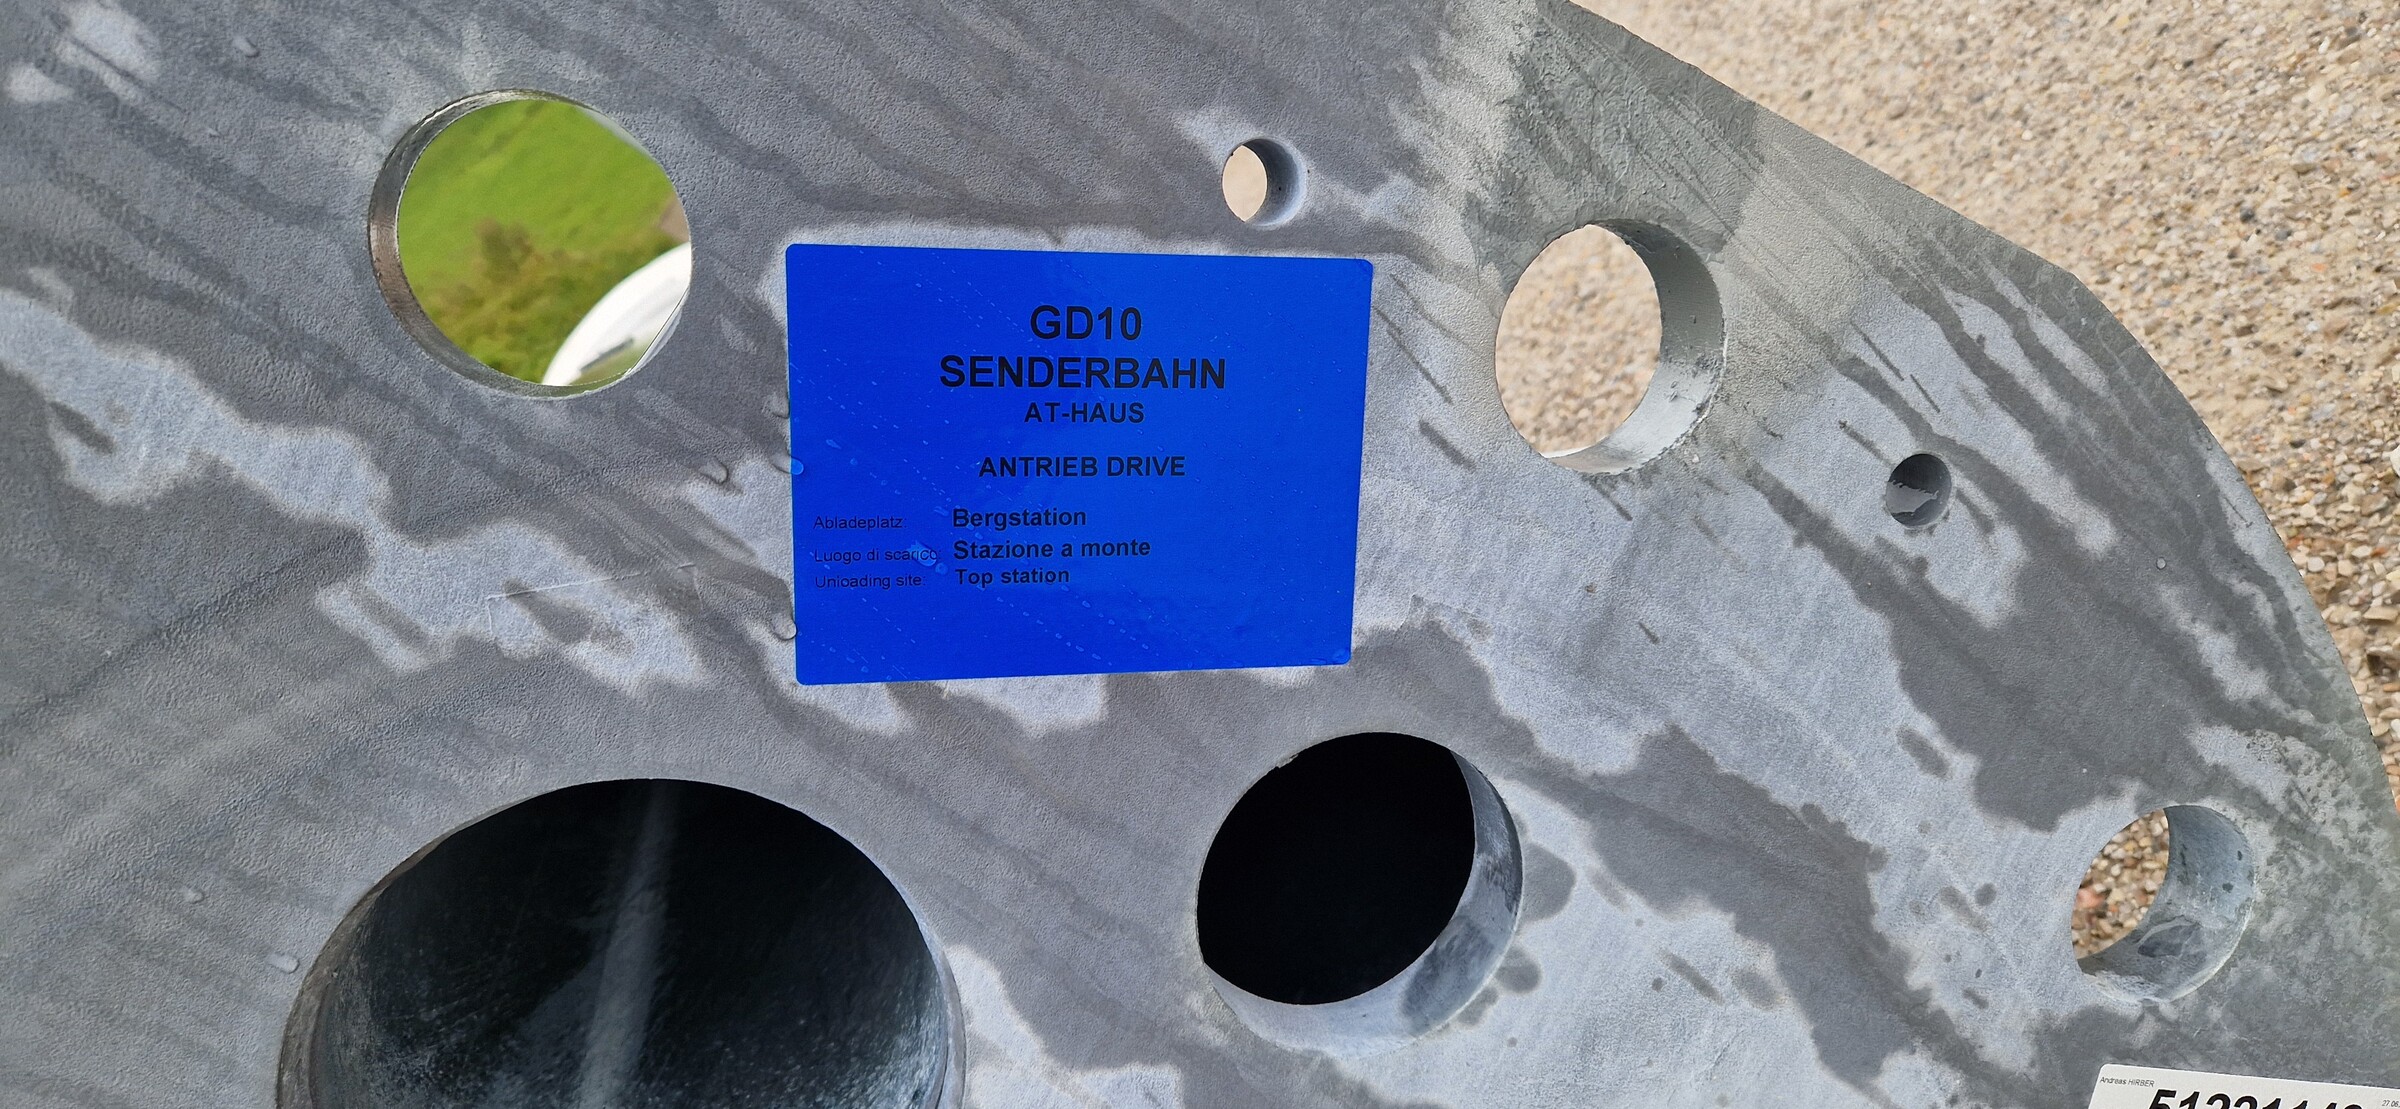 GD10
SENDERBAHN
AT-HAUS
ANTRIEB DRIVE
Abladeplatz: Bergstation
Luogo di scarico: Stazione a monte
Unloading site: Top station
Andreas HIRBER